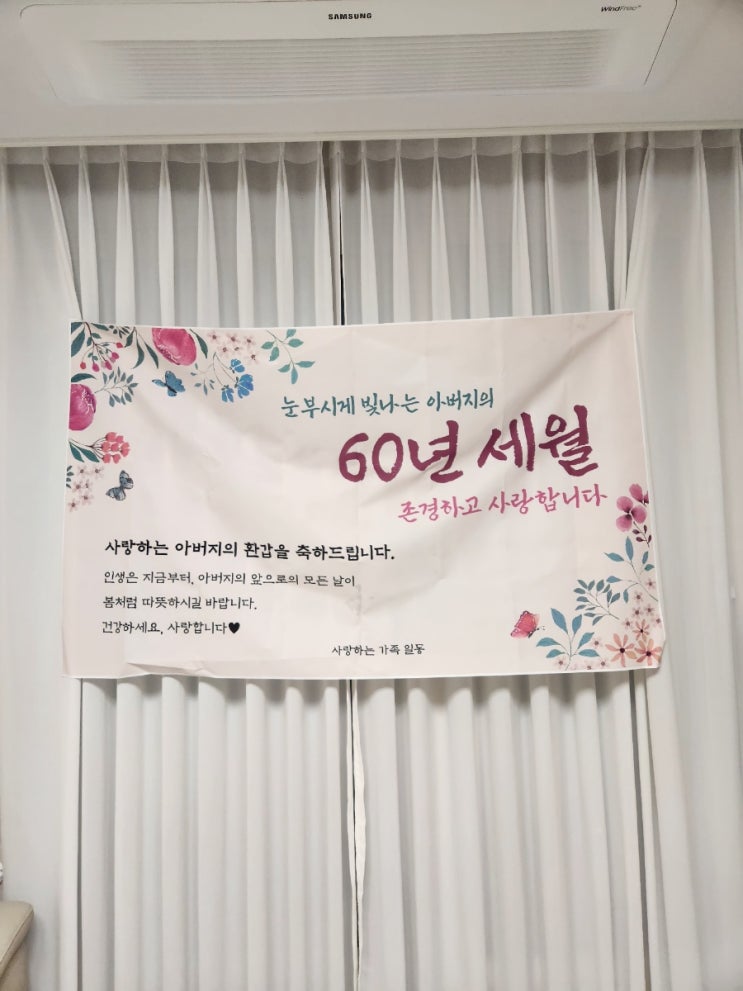 SAMSUNG
WindFree™
눈부시게 빛나는 아버지의
60년 세월
존경하고 사랑합니다
사랑하는 아버지의 환갑을 축하드립니다.
인생은 지금부터, 아버지의 앞으로의 모든 날이
봄처럼 따뜻하시길 바랍니다.
건강하세요, 사랑합니다♥
사랑하는 가족 일동